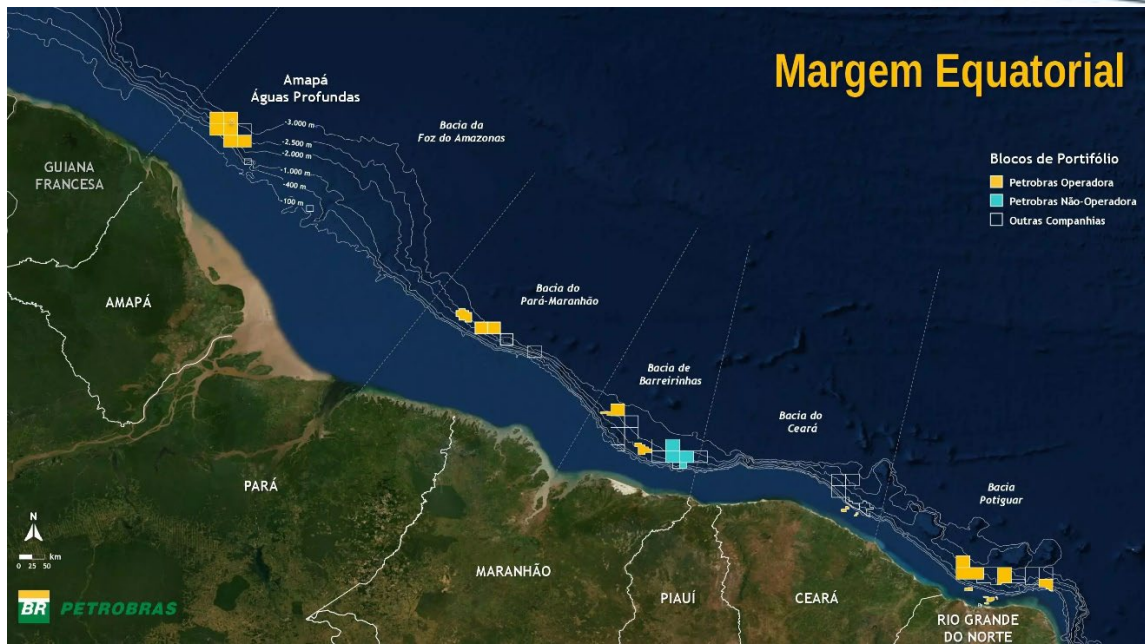 Margem Equatorial
Amapá
Águas Profundas
Bacia da
Foz do Amazonas
-3.000 m
-2.500 m
-2.000 m
-1.000 m
-400 m
-100 m
GUIANA
FRANCESA
Blocos de Portifólio
Petrobras Operadora
Petrobras Não-Operadora
Outras Companhias
AMAPÁ
Bacia do
Pará-Maranhão
Bacia de
Barreirinhas
Bacia do
Ceará
Bacia
Potiguar
PARÁ
MARANHÃO
PIAUÍ
CEARÁ
RIO GRANDE
DO NORTE
N
km
0 25 50
BR PETROBRAS